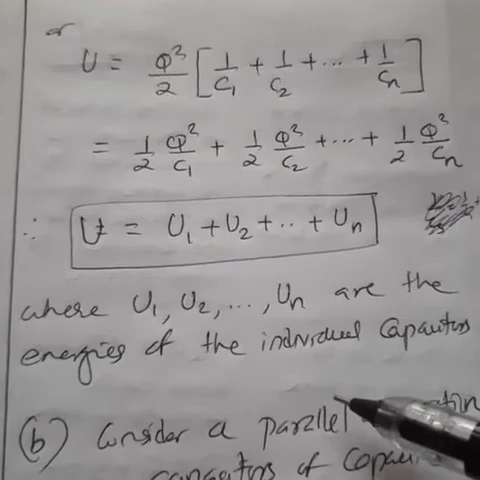 or
U = Q²/2 [1/C₁ + 1/C₂ + ... + 1/Cₙ]
= 1/2 Q²/C₁ + 1/2 Q²/C₂ + ... + 1/2 Q²/Cₙ
∴ U = U₁ + U₂ + .. + Uₙ
where U₁, U₂, ..., Uₙ are the
energies of the individual Capacitors
(b) Consider a parallel
capacitors of